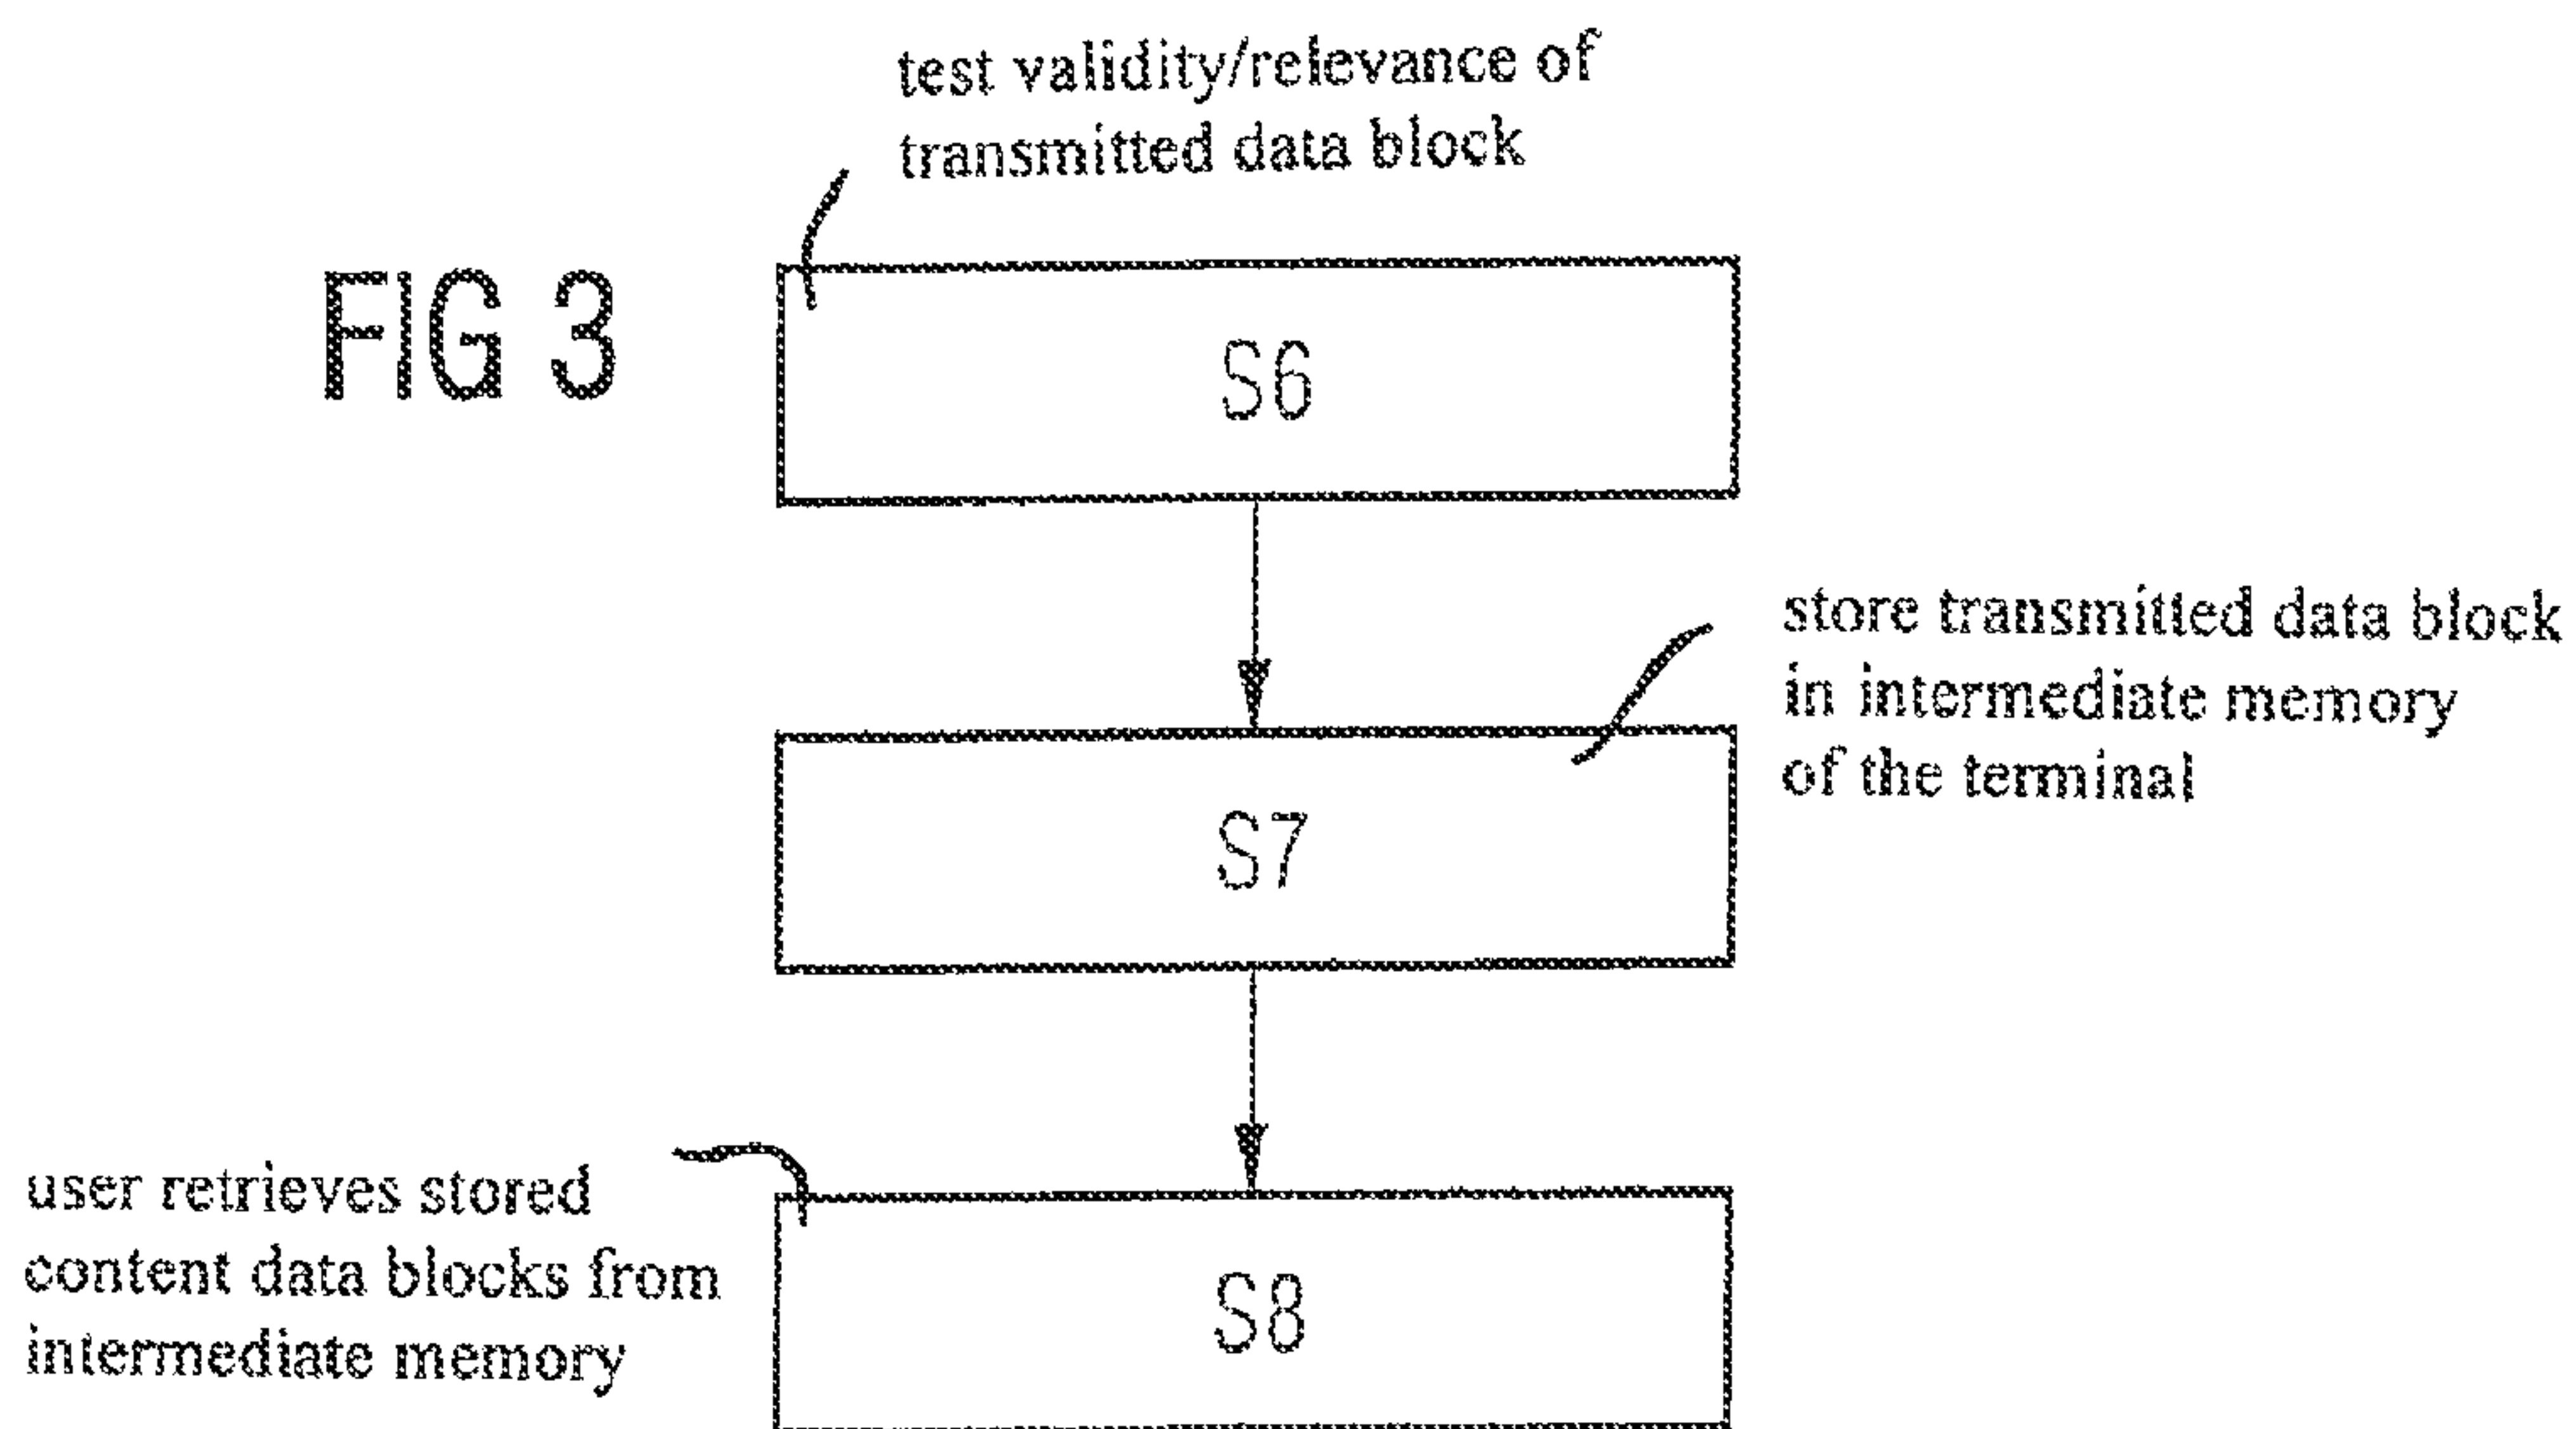 test validity/relevance of
transmitted data block
FIG 3
S6
store transmitted data block
in intermediate memory
of the terminal
S7
user retrieves stored
content data blocks from
intermediate memory
S8